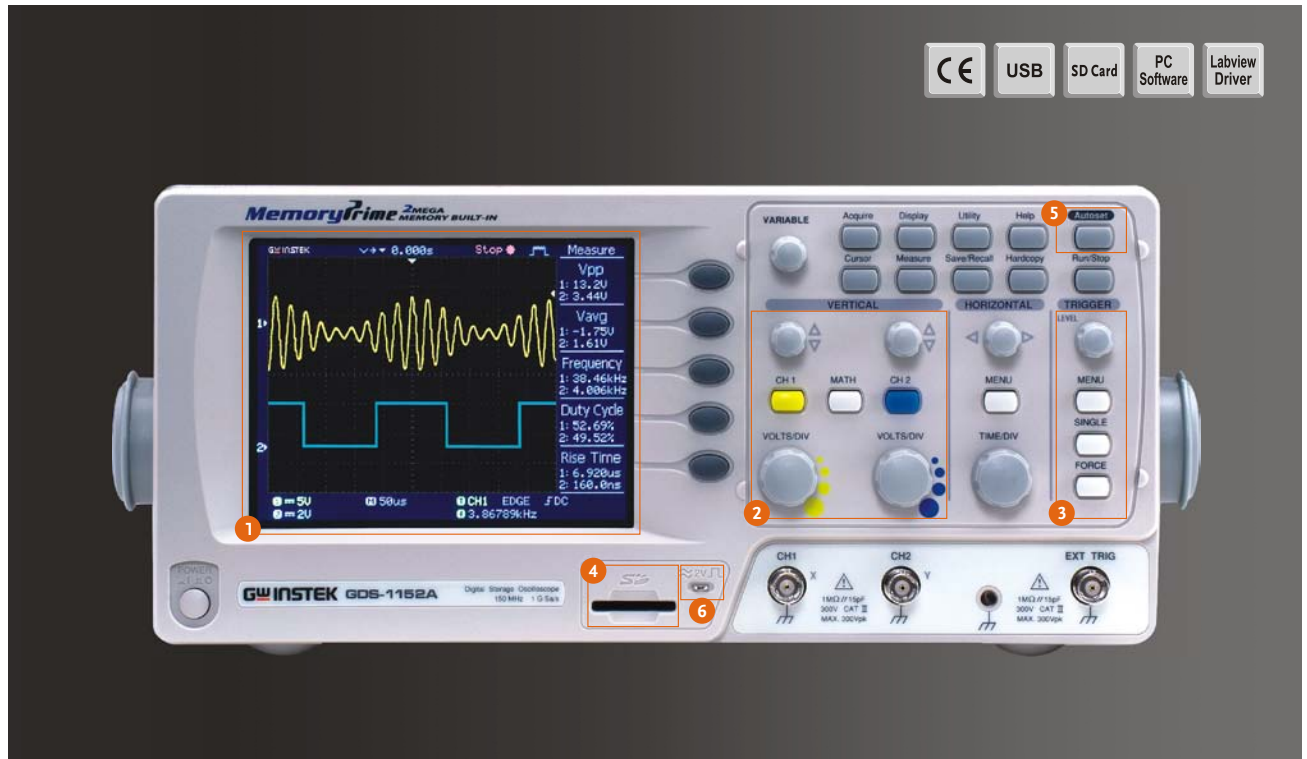 CE
USB
SD Card
PC
Software
Labview
Driver
MemoryPrime 2MEGA MEMORY BUILT-IN
GW INSTEK
0.000s
Stop
Measure
Vpp
1: 13.2V
2: 3.44V
Vavg
1: -1.75V
2: 1.61V
Frequency
1: 38.46kHz
2: 4.006kHz
Duty Cycle
1: 52.69%
2: 49.52%
Rise Time
1: 6.920us
2: 160.0ns
1
2
1 5V
M 50us
T CH1 EDGE DC
2 2V
F 3.86789kHz
1
VARIABLE
Acquire
Display
Utility
Help
5
Autoset
Cursor
Measure
Save/Recall
Hardcopy
Run/Stop
VERTICAL
HORIZONTAL
TRIGGER
LEVEL
CH 1
MATH
CH 2
MENU
MENU
SINGLE
VOLTS/DIV
VOLTS/DIV
TIME/DIV
FORCE
2
3
POWER
GW INSTEK GDS-1152A
Digital Storage Oscilloscope
150 MHz 1 G Sa/s
4
SD
2V
6
CH1
X
1MΩ//15pF
300V CAT II
MAX. 300Vpk
CH2
Y
1MΩ//15pF
300V CAT II
MAX. 300Vpk
EXT TRIG